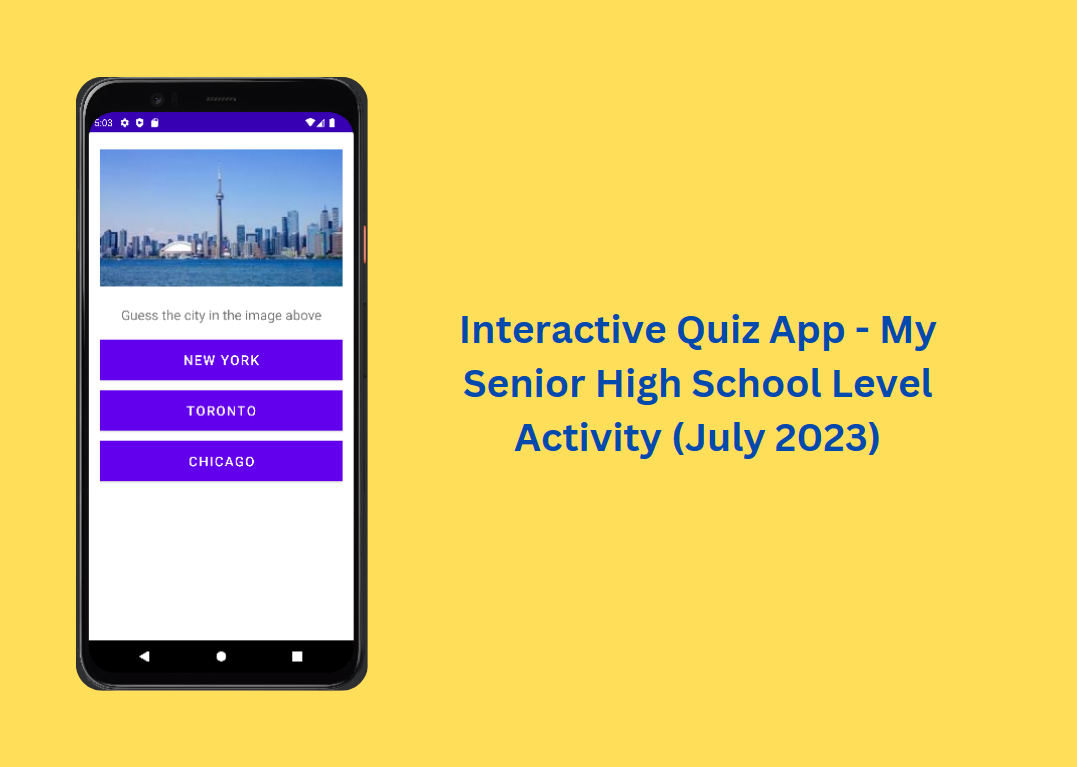 5:03
Guess the city in the image above
NEW YORK
TORONTO
CHICAGO
Interactive Quiz App - My
Senior High School Level
Activity (July 2023)